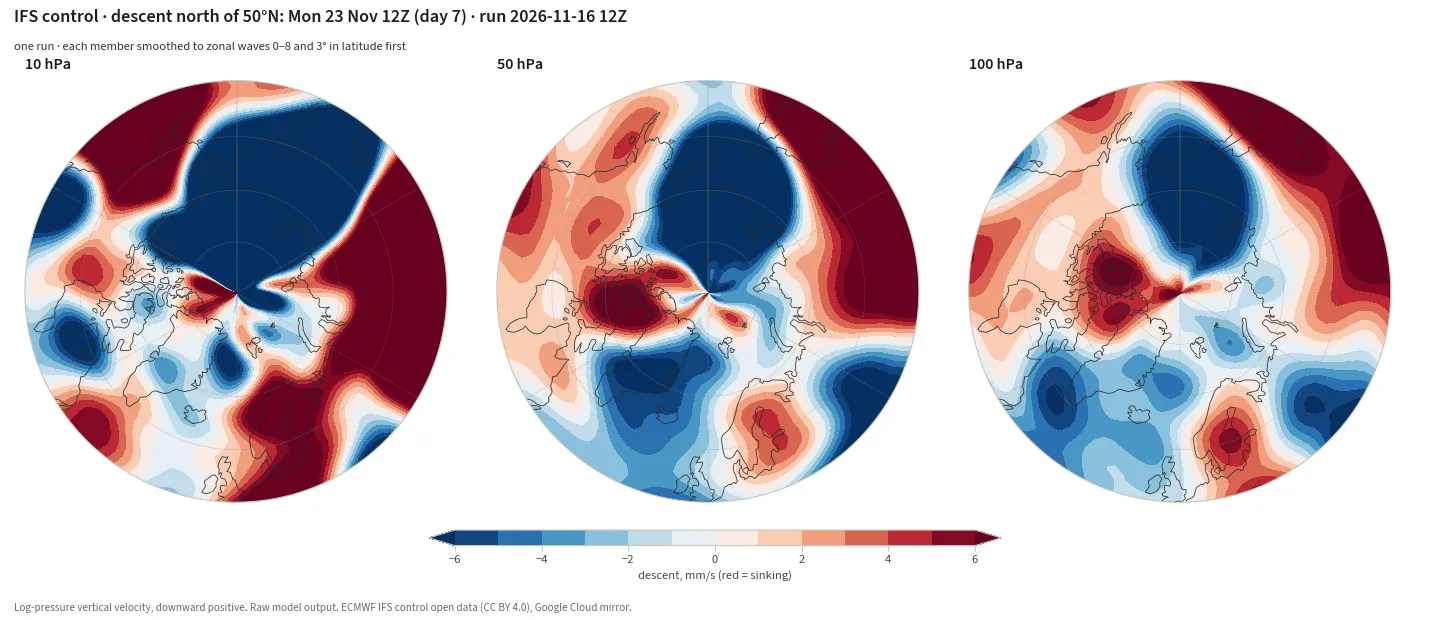 IFS control · descent north of 50°N: Mon 23 Nov 12Z (day 7) · run 2026-11-16 12Z
one run · each member smoothed to zonal waves 0–8 and 3° in latitude first
10 hPa
50 hPa
100 hPa
−6 −4 −2 0 2 4 6
descent, mm/s (red = sinking)
Log-pressure vertical velocity, downward positive. Raw model output. ECMWF IFS control open data (CC BY 4.0), Google Cloud mirror.